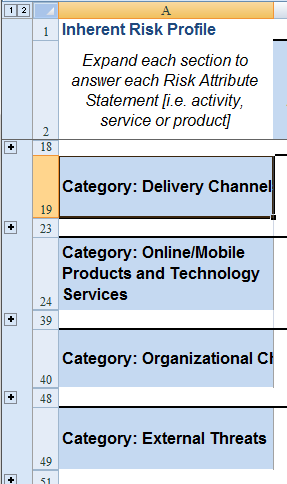 1 2
A
1 Inherent Risk Profile
Expand each section to
answer each Risk Attribute
Statement [i.e. activity,
service or product]
2
18
Category: Delivery Channel
19
23
Category: Online/Mobile
Products and Technology
Services
24
39
Category: Organizational Ch
40
48
Category: External Threats
49
51